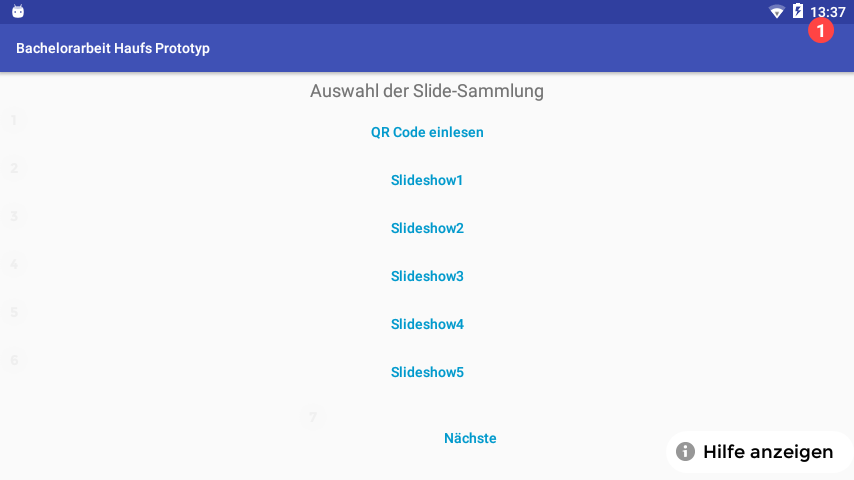 13:37
Bachelorarbeit Haufs Prototyp
1
Auswahl der Slide-Sammlung
1
QR Code einlesen
2
Slideshow1
3
Slideshow2
4
Slideshow3
5
Slideshow4
6
Slideshow5
7
Nächste
Hilfe anzeigen